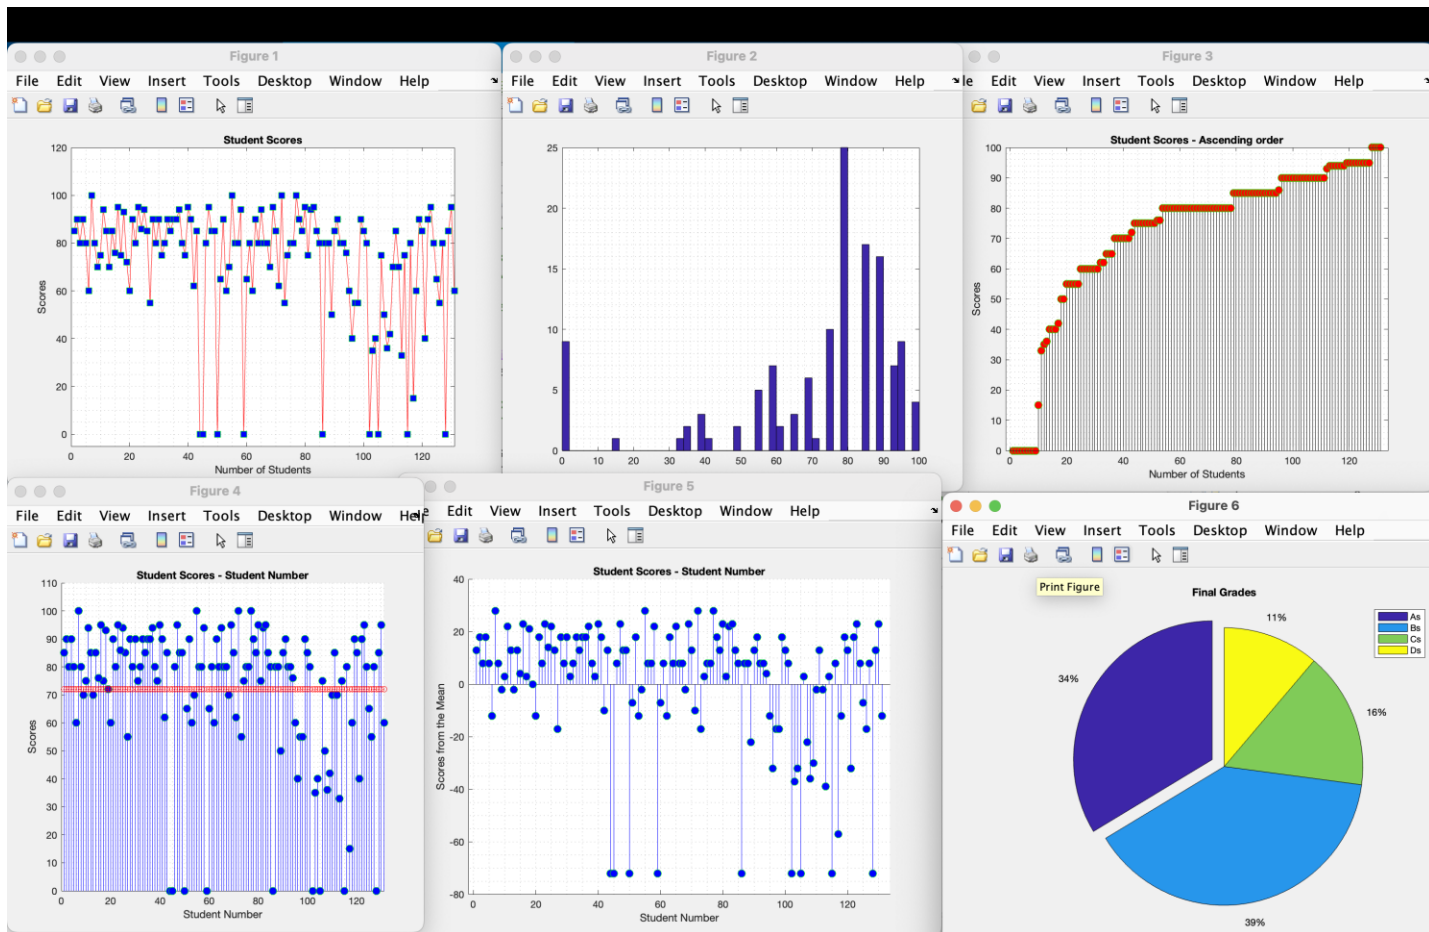 Figure 1
File Edit View Insert Tools Desktop Window Help
Student Scores
120
100
80
60
40
20
0
Scores
0 20 40 60 80 100 120
Number of Students
Figure 2
File Edit View Insert Tools Desktop Window Help
25
20
15
10
5
0
0 10 20 30 40 50 60 70 80 90 100
Figure 3
le Edit View Insert Tools Desktop Window Help
Student Scores - Ascending order
100
90
80
70
60
50
40
30
20
10
0
Scores
0 20 40 60 80 100 120
Number of Students
Figure 4
File Edit View Insert Tools Desktop Window Help
Student Scores - Student Number
110
100
90
80
70
60
50
40
30
20
10
0
Scores
0 20 40 60 80 100 120
Student Number
Figure 5
Edit View Insert Tools Desktop Window Help
Student Scores - Student Number
40
20
0
-20
-40
-60
-80
Scores from the Mean
0 20 40 60 80 100 120
Student Number
Figure 6
File Edit View Insert Tools Desktop Window Help
Print Figure
Final Grades
11%
As
Bs
Cs
Ds
34%
16%
39%